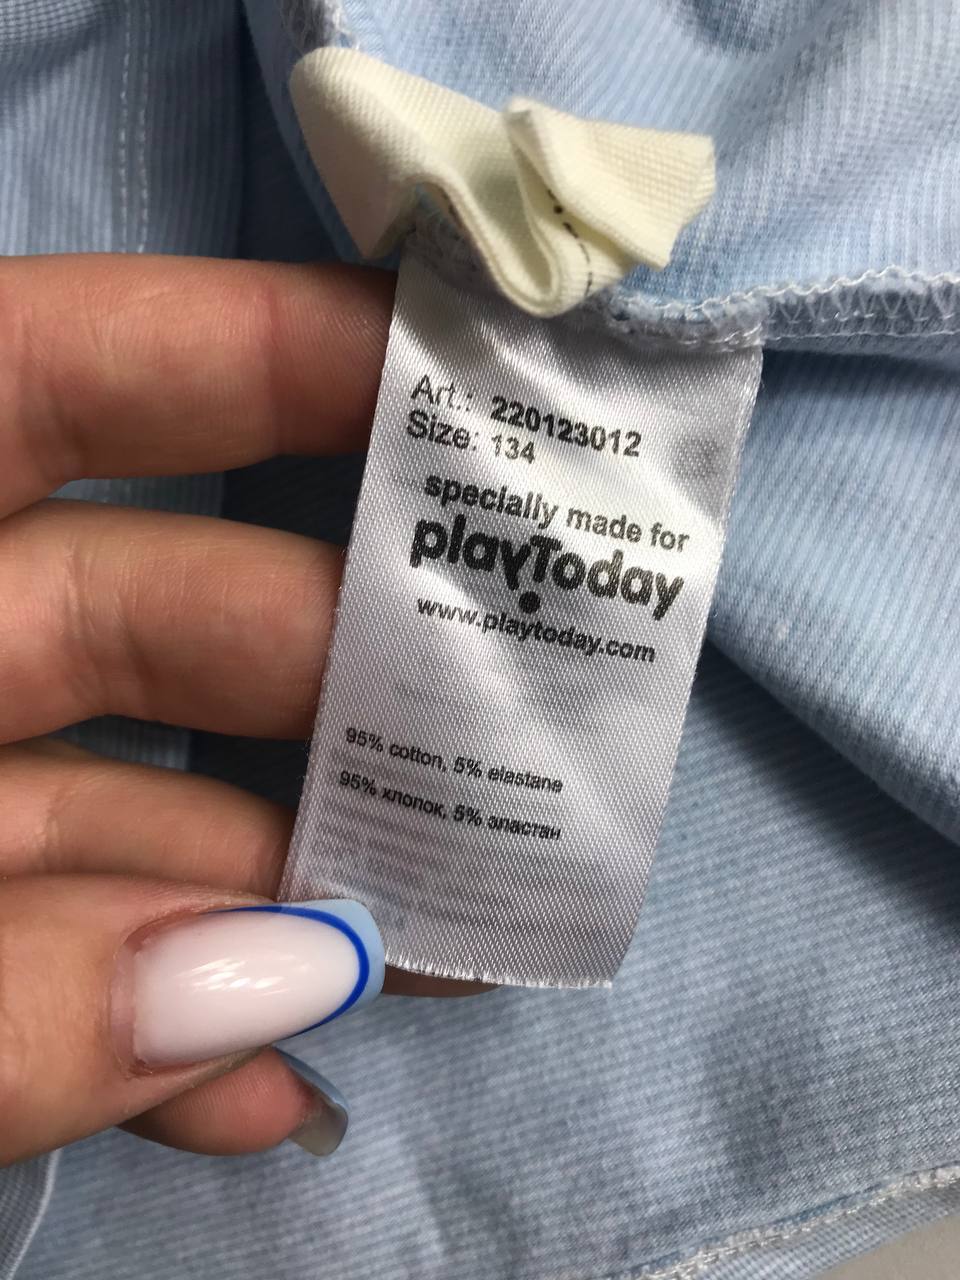 Art.: 220123012
Size: 134
specially made for
playToday
www.playtoday.com
95% cotton, 5% elastane
95% хлопок, 5% эластан